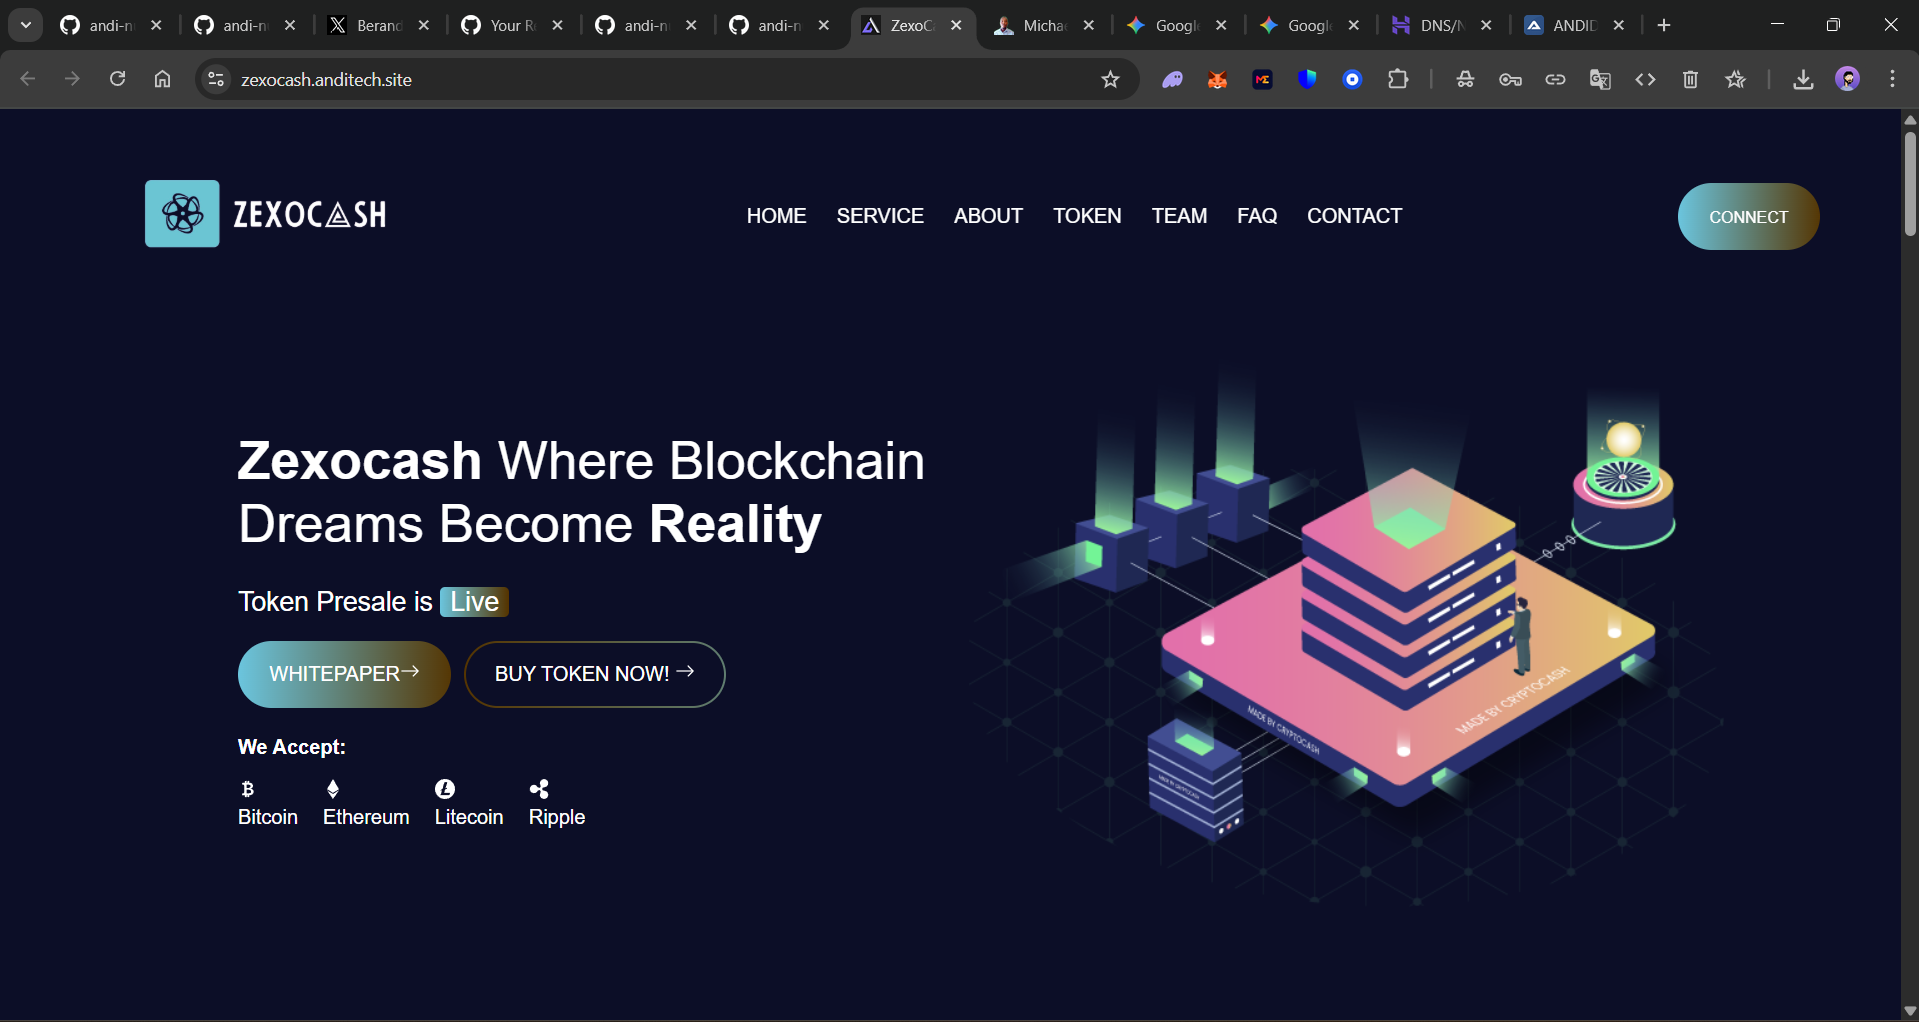 andi-n
andi-n
Berand
Your R
andi-n
andi-n
ZexoCa
Micha
Googl
Googl
DNS/N
ANDID
zexocash.anditech.site
ZEXOCASH
HOME SERVICE ABOUT TOKEN TEAM FAQ CONTACT
CONNECT
Zexocash Where Blockchain
Dreams Become Reality
Token Presale is Live
WHITEPAPER→
BUY TOKEN NOW! →
We Accept:
Bitcoin Ethereum Litecoin Ripple
MADE BY CRYPTOCASH
MADE BY CRYPTOCASH